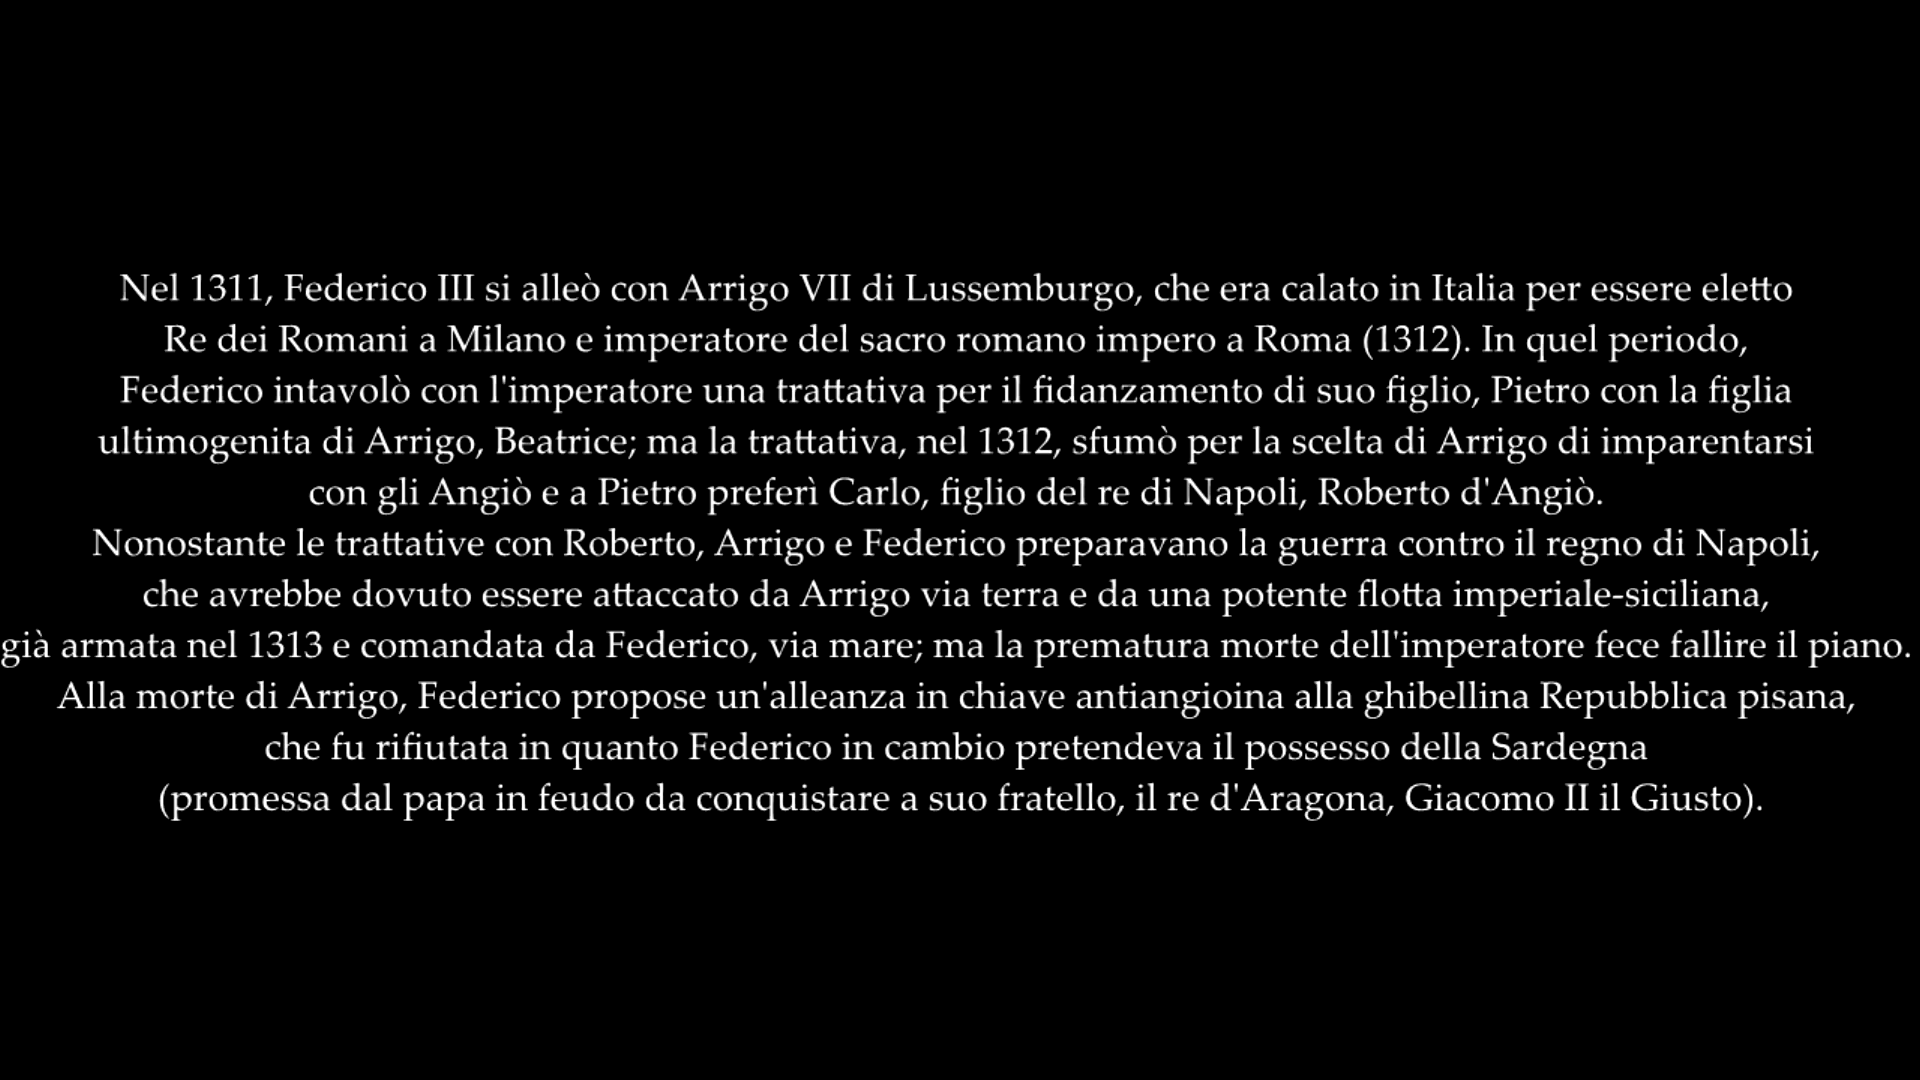 Nel 1311, Federico III si alleò con Arrigo VII di Lussemburgo, che era calato in Italia per essere eletto
Re dei Romani a Milano e imperatore del sacro romano impero a Roma (1312). In quel periodo,
Federico intavolò con l'imperatore una trattativa per il fidanzamento di suo figlio, Pietro con la figlia
ultimogenita di Arrigo, Beatrice; ma la trattativa, nel 1312, sfumò per la scelta di Arrigo di imparentarsi
con gli Angiò e a Pietro preferì Carlo, figlio del re di Napoli, Roberto d'Angiò.
Nonostante le trattative con Roberto, Arrigo e Federico preparavano la guerra contro il regno di Napoli,
che avrebbe dovuto essere attaccato da Arrigo via terra e da una potente flotta imperiale-siciliana,
già armata nel 1313 e comandata da Federico, via mare; ma la prematura morte dell'imperatore fece fallire il piano.
Alla morte di Arrigo, Federico propose un'alleanza in chiave antiangioina alla ghibellina Repubblica pisana,
che fu rifiutata in quanto Federico in cambio pretendeva il possesso della Sardegna
(promessa dal papa in feudo da conquistare a suo fratello, il re d'Aragona, Giacomo II il Giusto).